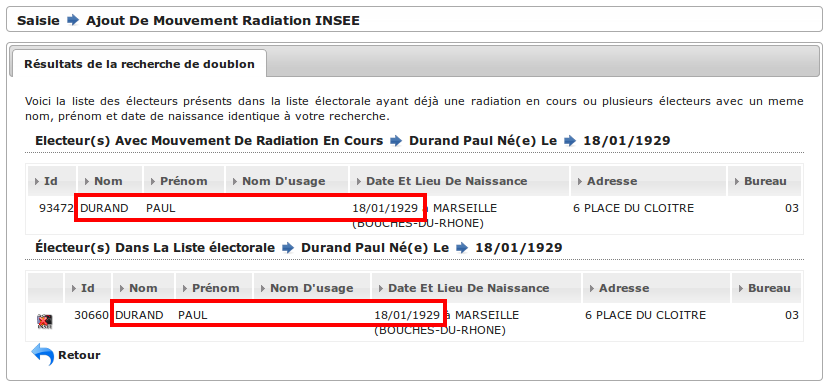 Saisie Ajout De Mouvement Radiation INSEE
Résultats de la recherche de doublon
Voici la liste des électeurs présents dans la liste électorale ayant déjà une radiation en cours ou plusieurs électeurs avec un meme
nom, prénom et date de naissance identique à votre recherche.
Electeur(s) Avec Mouvement De Radiation En Cours Durand Paul Né(e) Le 18/01/1929
Id Nom Prénom Nom D'usage Date Et Lieu De Naissance Adresse Bureau
93472 DURAND PAUL 18/01/1929 à MARSEILLE 6 PLACE DU CLOITRE 03
(BOUCHES-DU-RHONE)
Électeur(s) Dans La Liste électorale Durand Paul Né(e) Le 18/01/1929
Id Nom Prénom Nom D'usage Date Et Lieu De Naissance Adresse Bureau
30660 DURAND PAUL 18/01/1929 à MARSEILLE 6 PLACE DU CLOITRE 03
(BOUCHES-DU-RHONE)
Retour